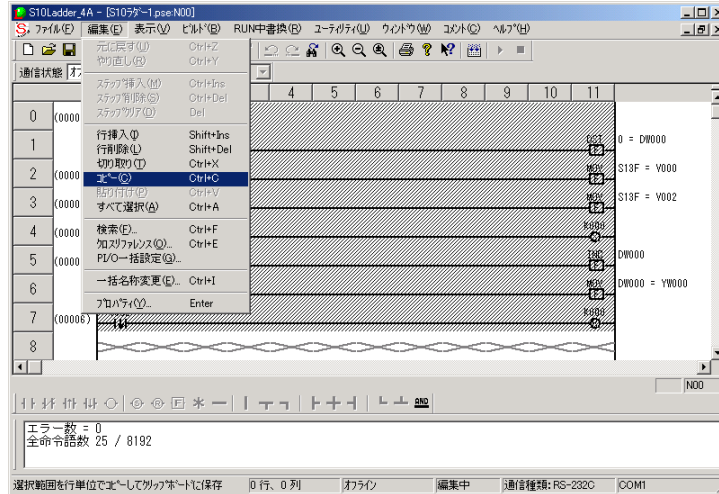 S10Ladder_4A - [S10ﾗﾀﾞｰ1.pse:N00]
ﾌｧｲﾙ(F) 編集(E) 表示(V) ﾋﾞﾙﾄﾞ(B) RUN中書換(R) ﾕｰﾃｨﾘﾃｨ(U) ｳｨﾝﾄﾞｳ(W) ｺﾒﾝﾄ(C) ﾍﾙﾌﾟ(H)
通信状態
元に戻す(U) Ctrl+Z
やり直し(R) Ctrl+Y
ｽﾃｯﾌﾟ挿入(M) Ctrl+Ins
ｽﾃｯﾌﾟ削除(S) Ctrl+Del
ｽﾃｯﾌﾟｸﾘｱ(D) Del
行挿入(I) Shift+Ins
行削除(L) Shift+Del
切り取り(T) Ctrl+X
ｺﾋﾟｰ(C) Ctrl+C
貼り付け(P) Ctrl+V
すべて選択(A) Ctrl+A
検索(F)... Ctrl+F
ｸﾛｽﾘﾌｧﾚﾝｽ(Q)... Ctrl+E
PI/O一括設定(G)...
一括名称変更(E)... Ctrl+I
ﾌﾟﾛﾊﾟﾃｨ(Y)... Enter
4 5 6 7 8 9 10 11
0 (0000
1 DST F 0 = DW000
2 (0000 MOV F S13F = V000
3 (0000 MOV F S13F = V002
4 (0000 K000
5 (0000 INC F DW000
6 MOV F DW000 = YW000
7 (00006) K000
8
N00
F AND
エラー数 = 0
全命令語数 25 / 8192
選択範囲を行単位でｺﾋﾟｰしてｸﾘｯﾌﾟﾎﾞｰﾄﾞに保存 0 行、0 列 ｵﾌﾗｲﾝ 編集中 通信種類: RS-232C COM1